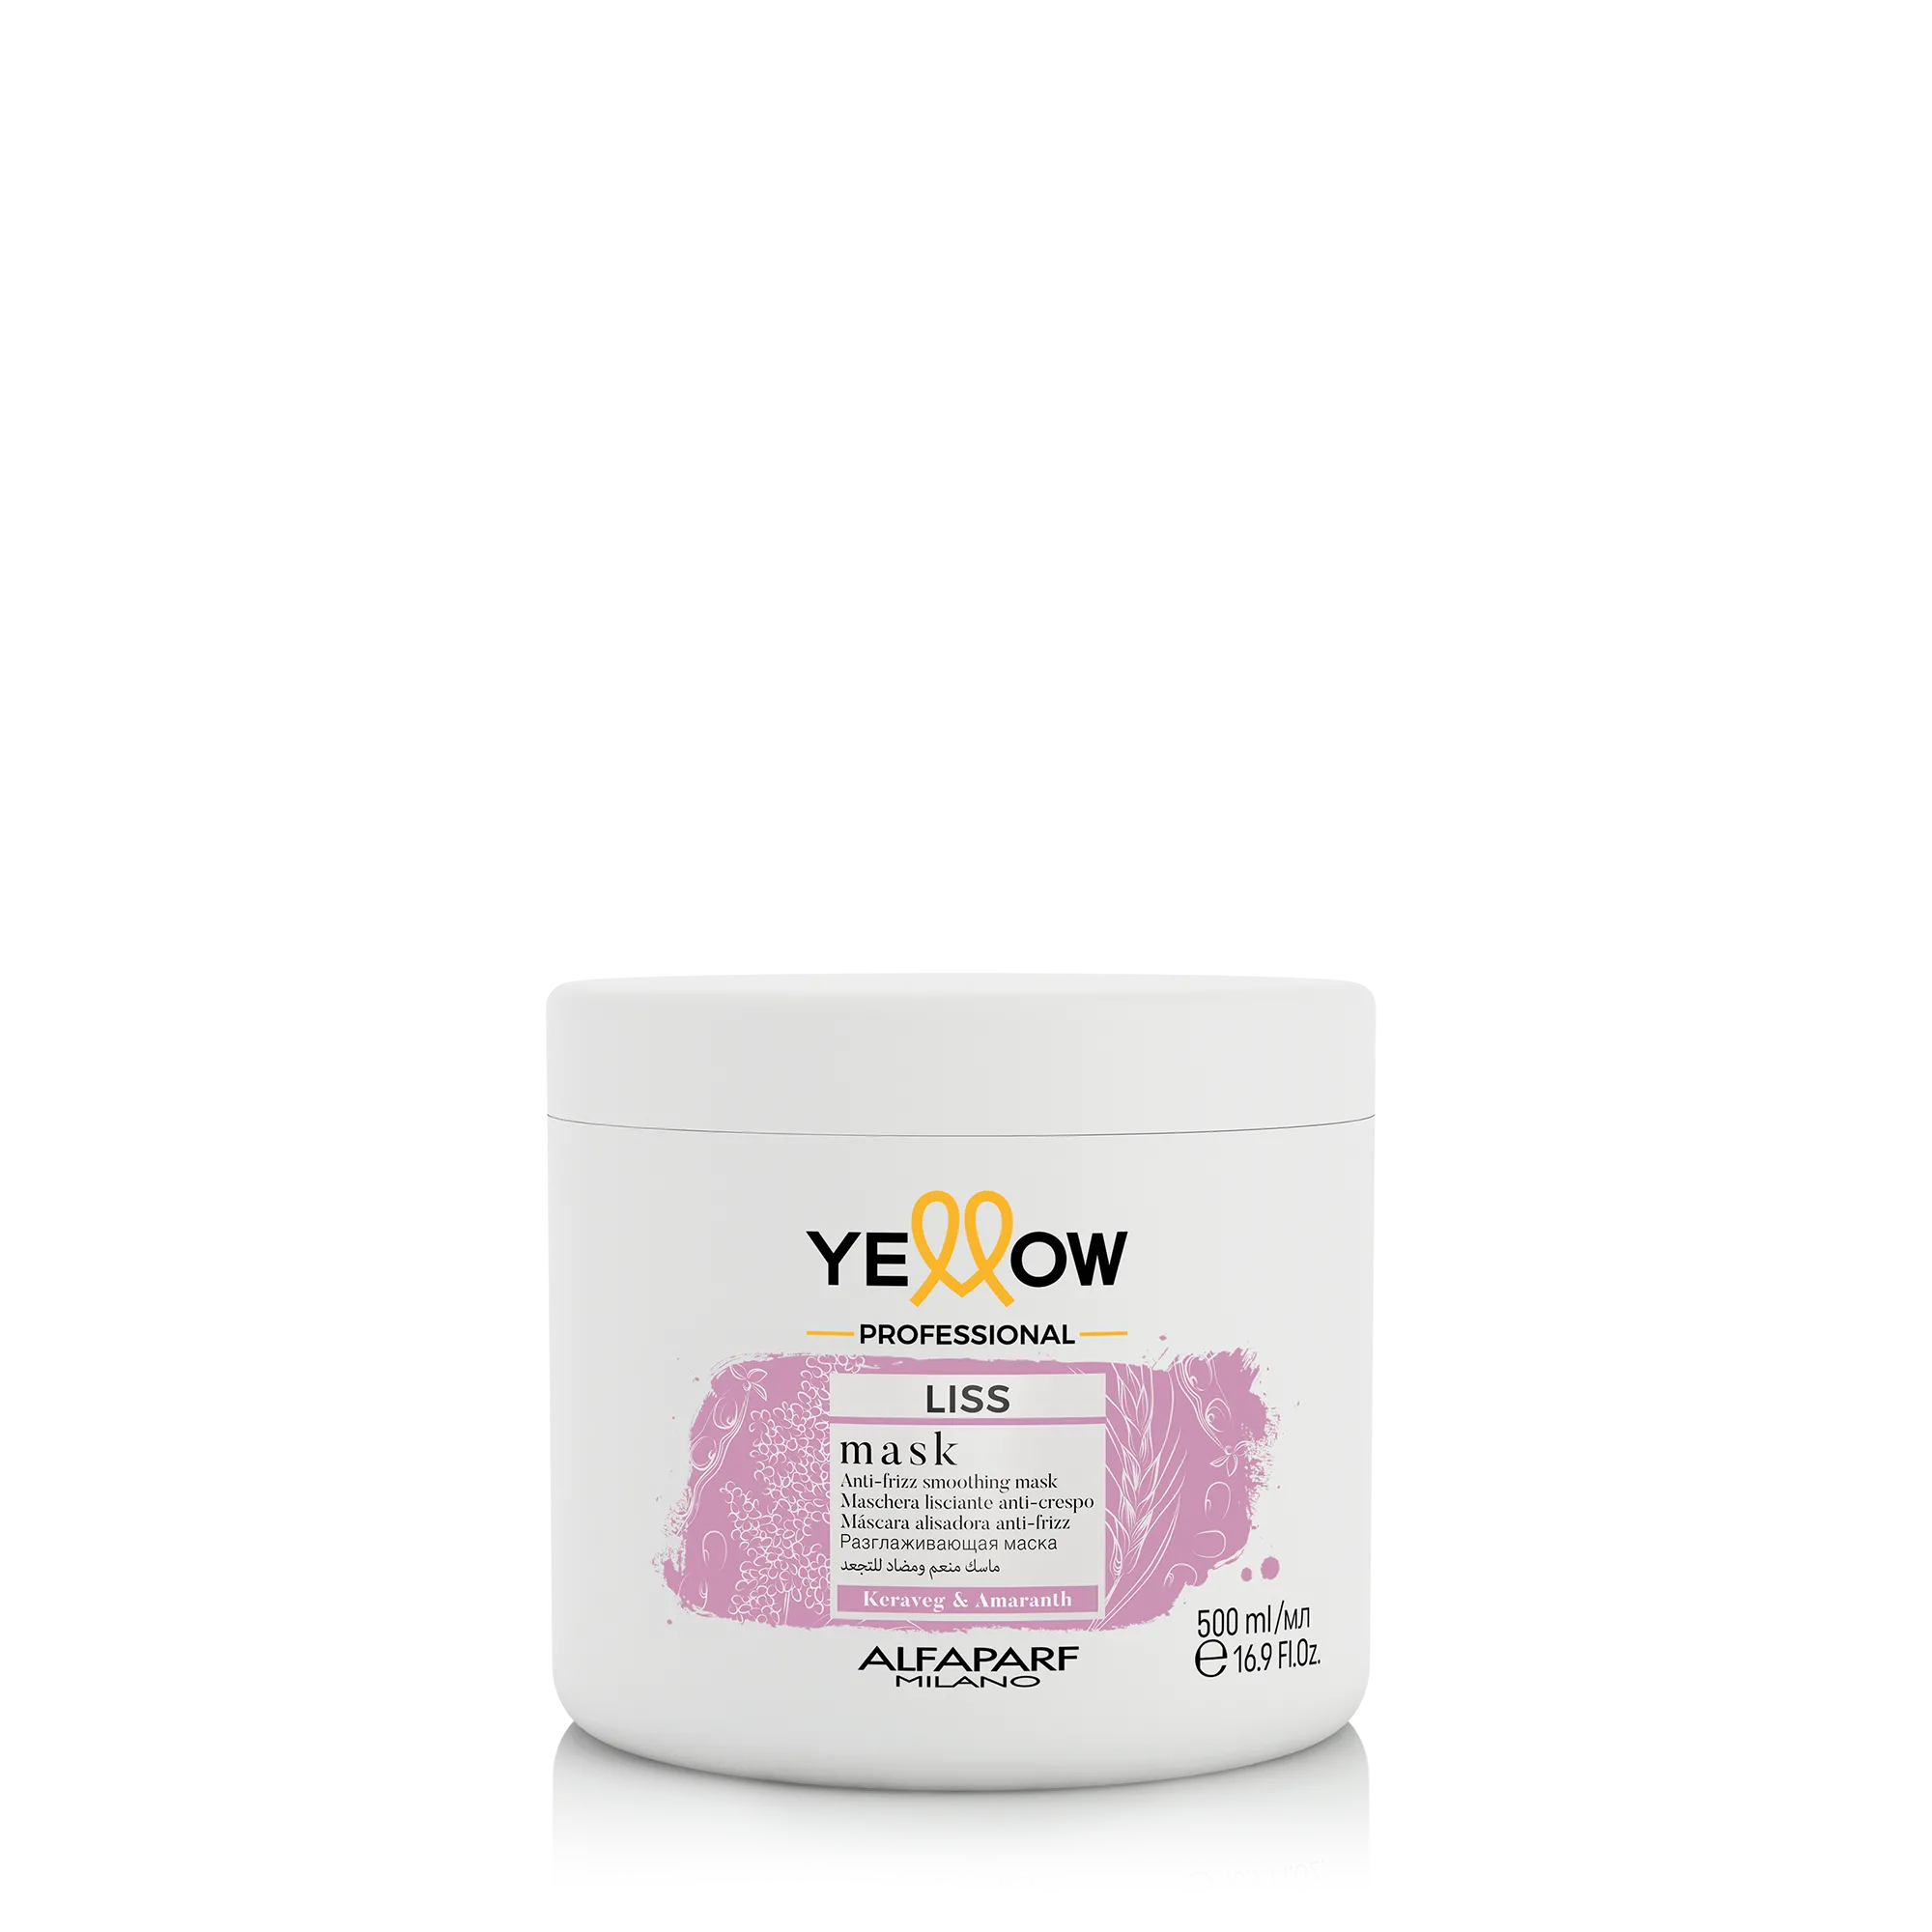 YELLOW
PROFESSIONAL
LISS
mask
Anti-frizz smoothing mask
Maschera lisciante anti-crespo
Máscara alisadora anti-frizz
Разглаживающая маска
ماسك منعم ومضاد للتجعد
Keraveg & Amaranth
ALFAPARF
MILANO
500 ml/мл
℮ 16.9 Fl.Oz.